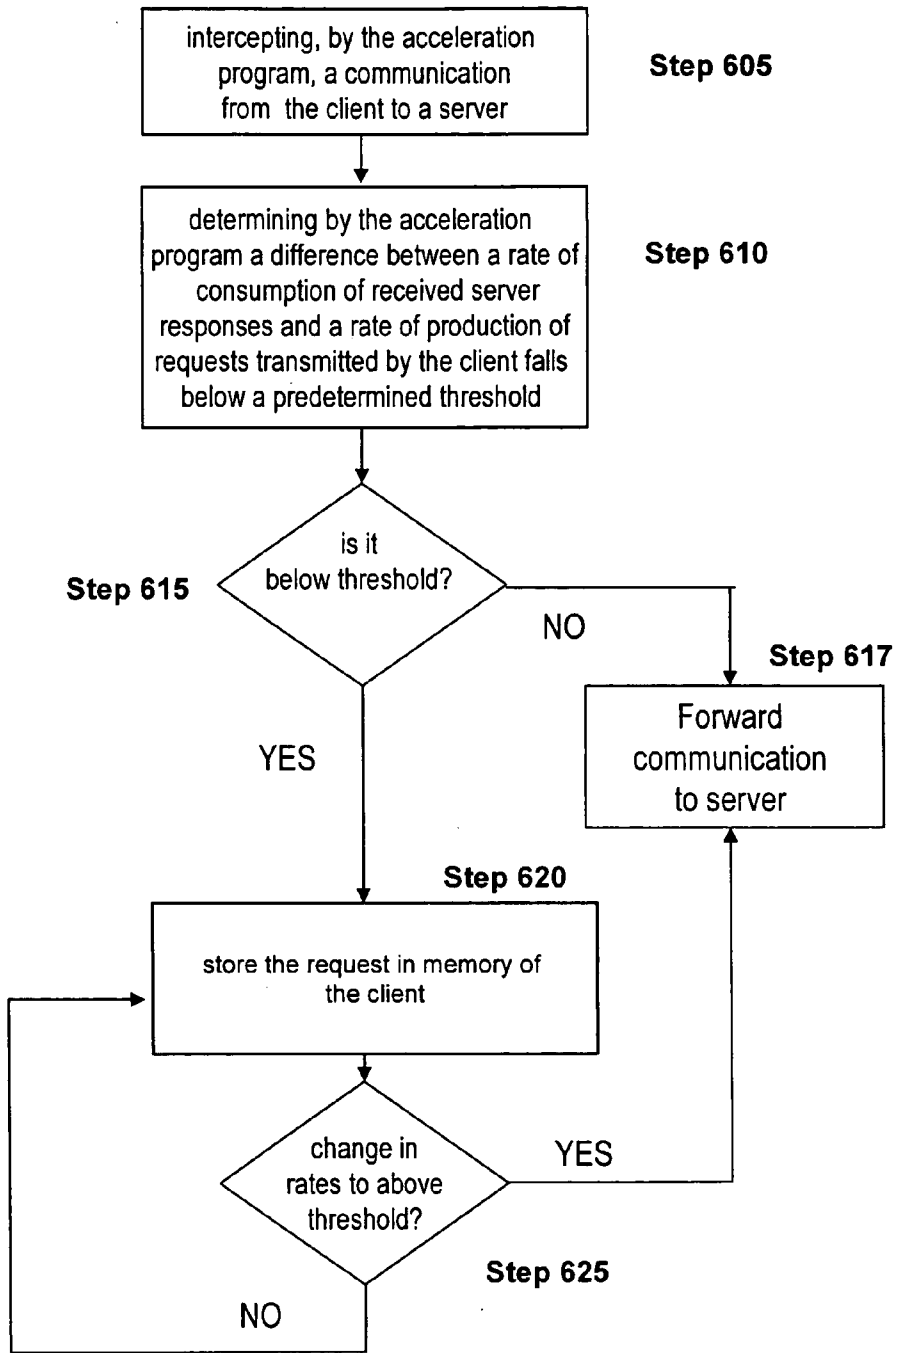 intercepting, by the acceleration
program, a communication
from the client to a server
Step 605
determining by the acceleration
program a difference between a rate of
consumption of received server
responses and a rate of production of
requests transmitted by the client falls
below a predetermined threshold
Step 610
is it
below threshold?
Step 615
NO
Step 617
Forward
communication
to server
YES
Step 620
store the request in memory of
the client
change in
rates to above
threshold?
YES
Step 625
NO